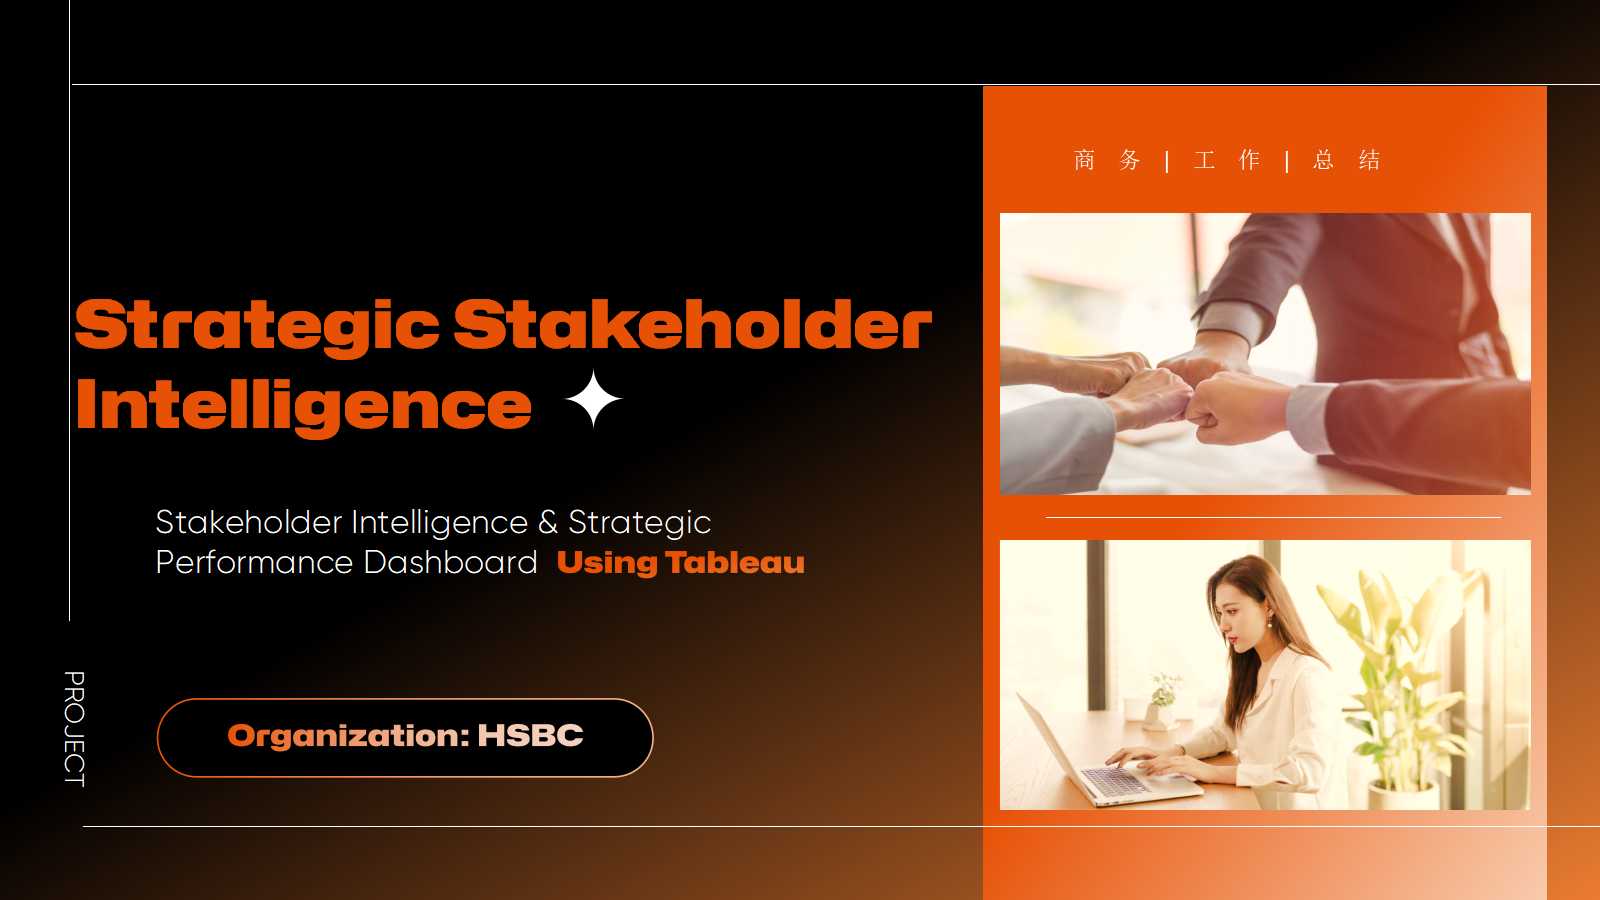 商 务 | 工 作 | 总 结
Strategic Stakeholder
Intelligence
Stakeholder Intelligence & Strategic
Performance Dashboard Using Tableau
PROJECT
Organization: HSBC